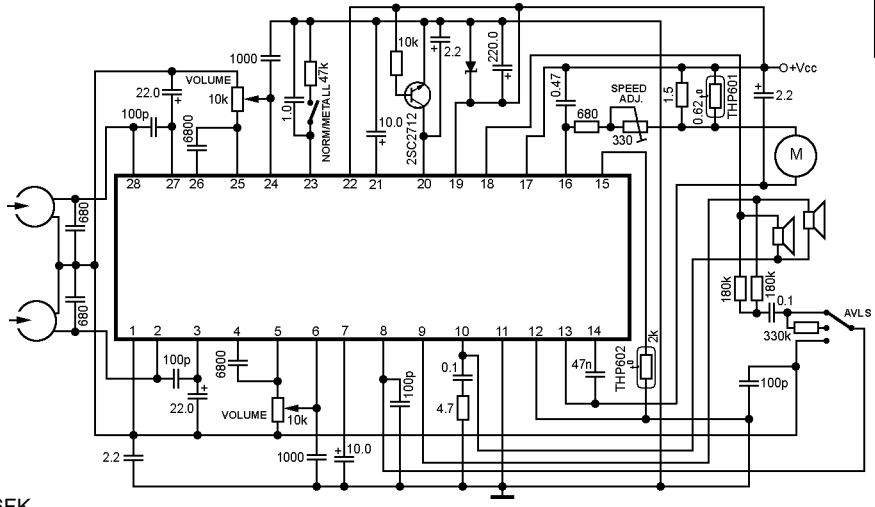 1000
VOLUME
10k
22.0
+
100p
6800
1.0
47k
NORM/METALL
10.0
+
10k
+
2.2
2SC2712
220.0
+
0.47
680
SPEED
ADJ.
330
1.5
0.62
t°
THP601
+Vcc
+
2.2
M
28 27 26 25 24 23 22 21 20 19 18 17 16 15
680
680
1 2 3 4 5 6 7 8 9 10 11 12 13 14
100p
+
22.0
6800
VOLUME
10k
2.2
1000
+
10.0
100p
0.1
4.7
47n
THP602
t°
2k
180k
180k
0.1
330k
AVLS
100p